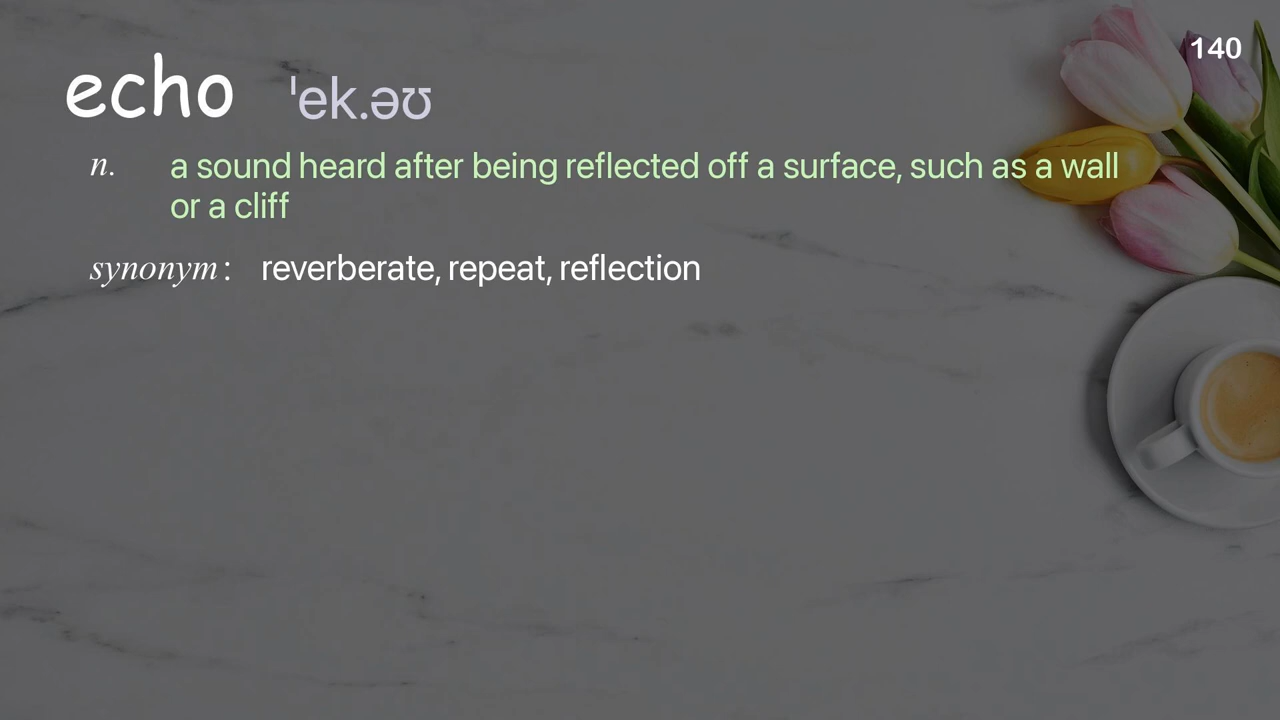 140
echo ˈek.əʊ
n. a sound heard after being reflected off a surface, such as a wall
or a cliff
synonym: reverberate, repeat, reflection